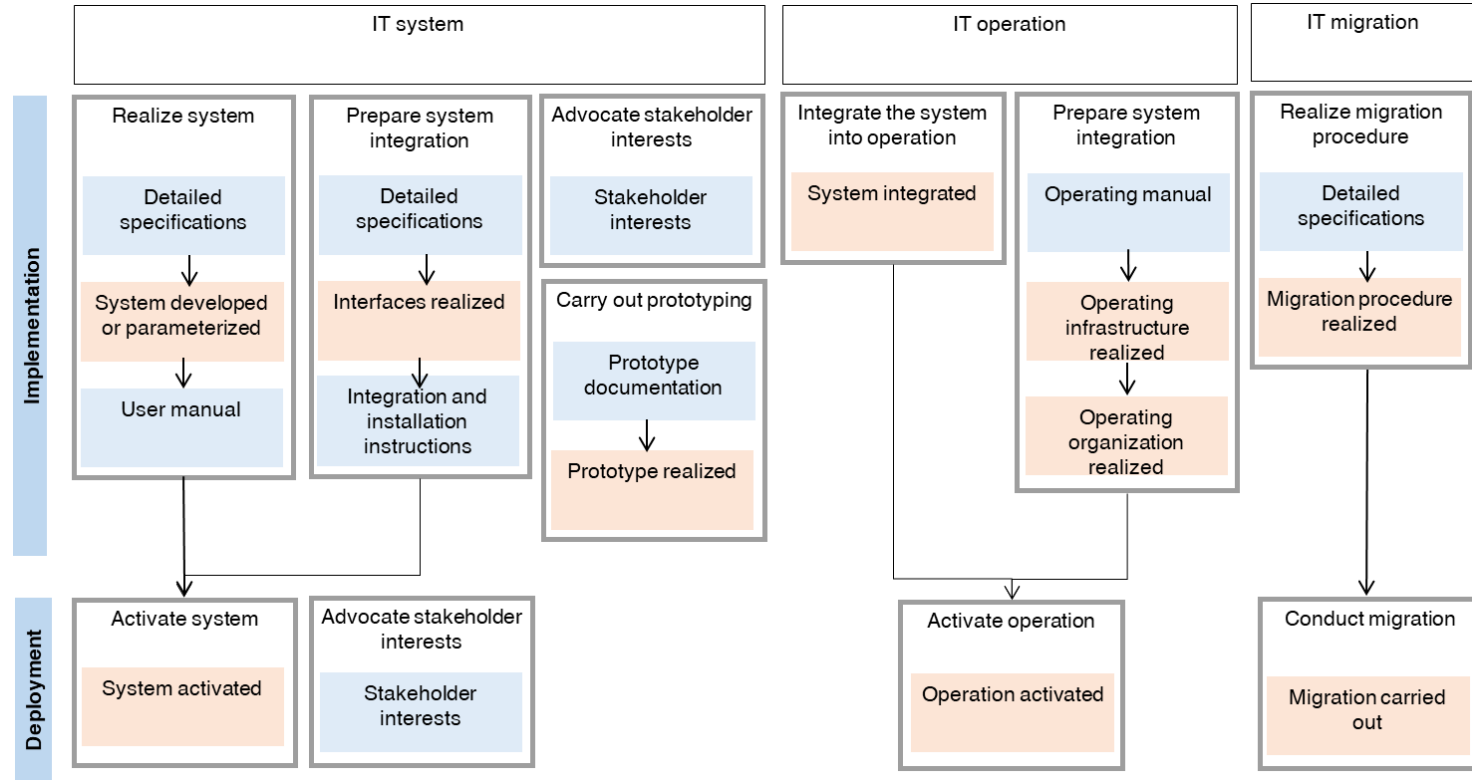 IT system
IT operation
IT migration
Implementation
Realize system
Detailed
specifications
System developed
or parameterized
User manual
Prepare system
integration
Detailed
specifications
Interfaces realized
Integration and
installation
instructions
Advocate stakeholder
interests
Stakeholder
interests
Carry out prototyping
Prototype
documentation
Prototype realized
Integrate the system
into operation
System integrated
Prepare system
integration
Operating manual
Operating
infrastructure
realized
Operating
organization
realized
Realize migration
procedure
Detailed
specifications
Migration procedure
realized
Deployment
Activate system
System activated
Advocate stakeholder
interests
Stakeholder
interests
Activate operation
Operation activated
Conduct migration
Migration carried
out